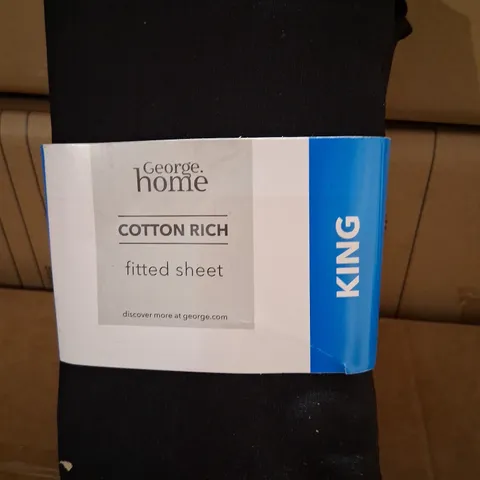 George.
home
COTTON RICH
fitted sheet
discover more at george.com
KING